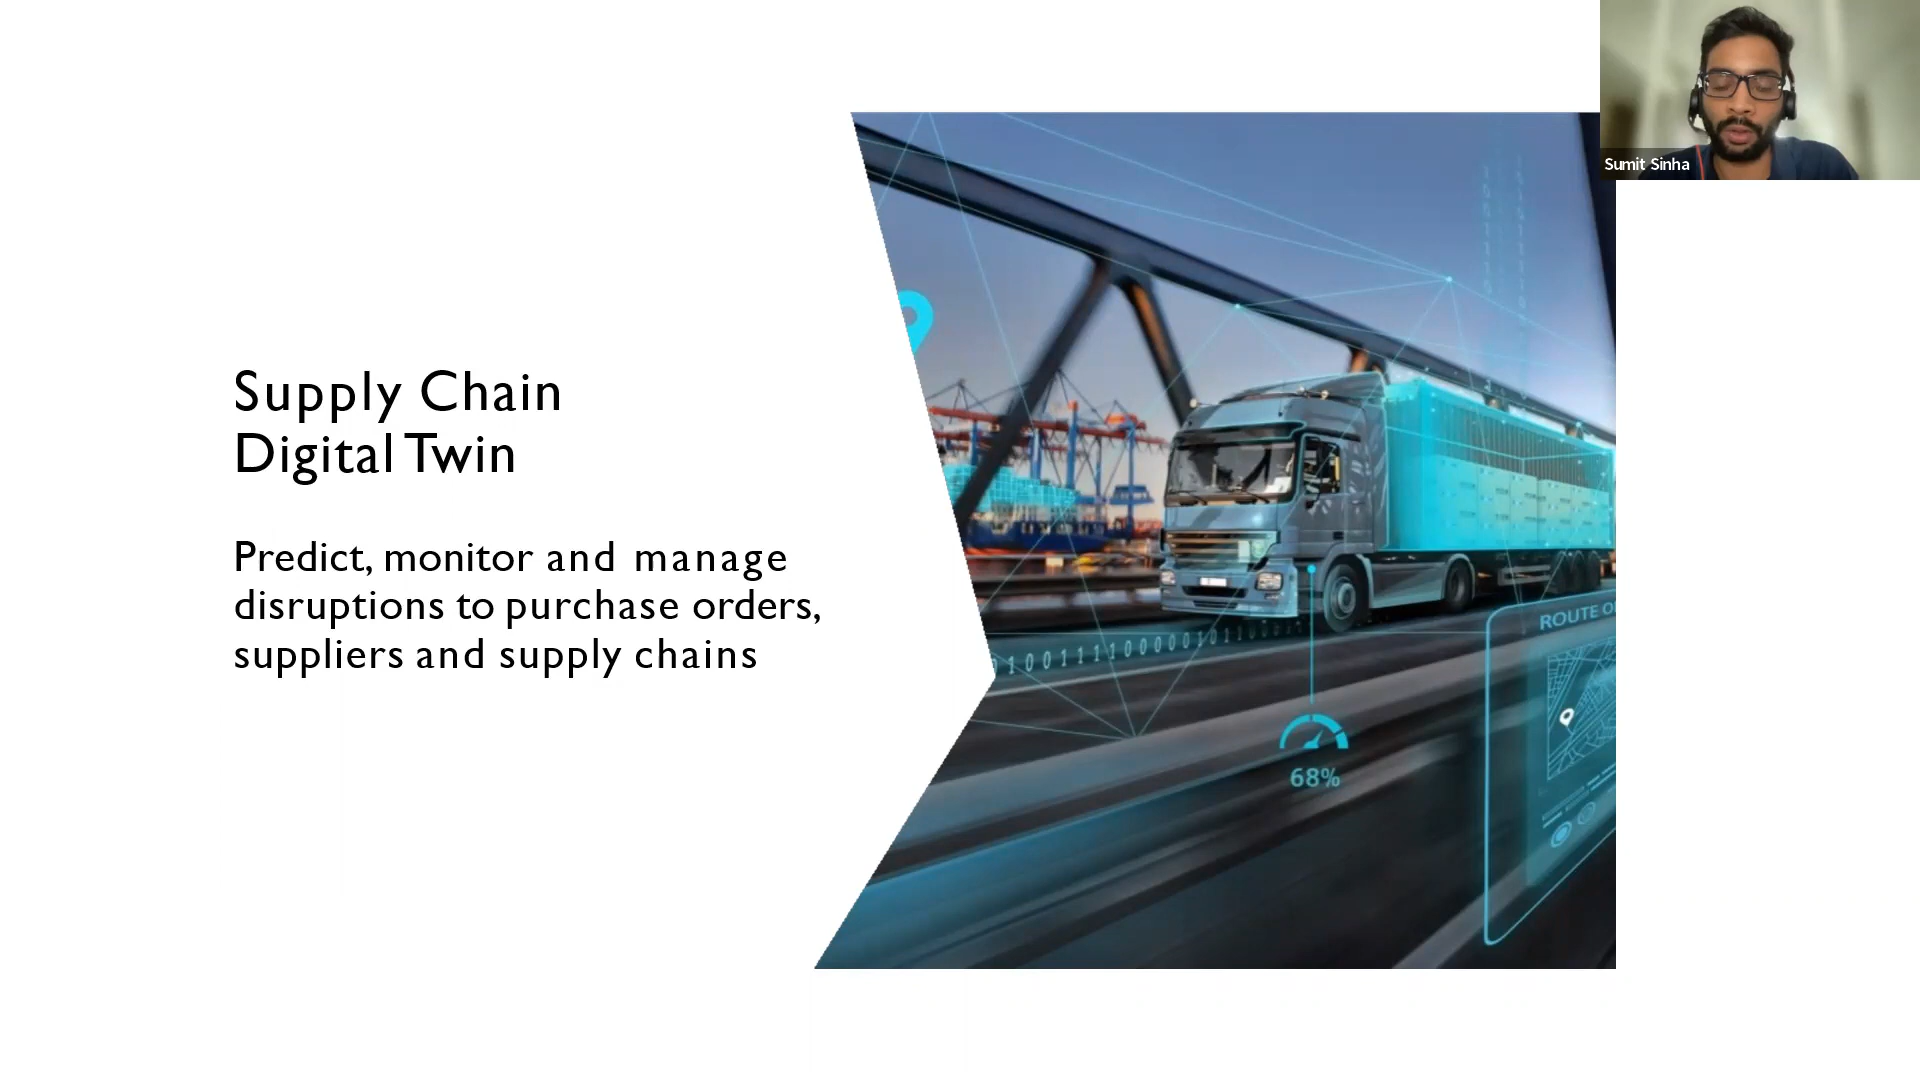 Sumit Sinha
Supply Chain
Digital Twin
Predict, monitor and manage
disruptions to purchase orders,
suppliers and supply chains
68%
ROUTE